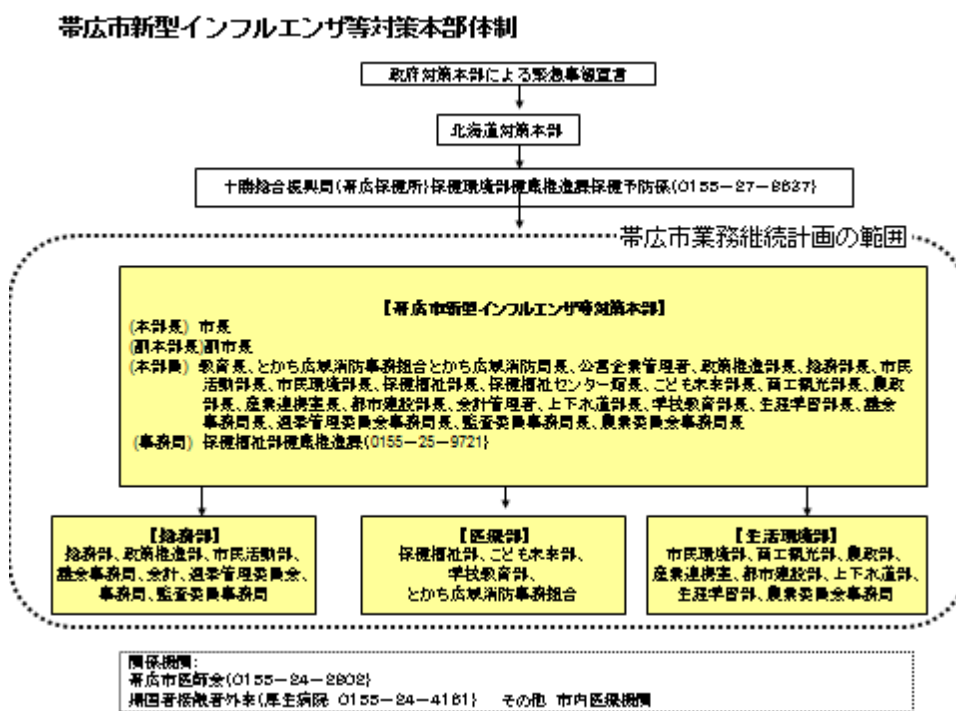 帯広市新型インフルエンザ等対策本部体制
政府対策本部による緊急事態宣言
北海道対策本部
十勝総合振興局(帯広保健所)保健環境部健康推進課保健予防係(0155-27-8637)
帯広市業務継続計画の範囲
【帯広市新型インフルエンザ等対策本部】
(本部長) 市長
(副本部長)副市長
(本部員) 教育長、とかち広域消防事務組合とかち広域消防局長、公営企業管理者、政策推進部長、総務部長、市民
活動部長、市民環境部長、保健福祉部長、保健福祉センター館長、こども未来部長、商工観光部長、農政
部長、産業連携室長、都市建設部長、会計管理者、上下水道部長、学校教育部長、生涯学習部長、議会
事務局長、選挙管理委員会事務局長、監査委員事務局長、農業委員会事務局長
(事務局) 保健福祉部健康推進課(0155-25-9721)
【総務部】
総務部、政策推進部、市民活動部、
議会事務局、会計、選挙管理委員会、
事務局、監査委員事務局
【医療部】
保健福祉部、こども未来部、
学校教育部、
とかち広域消防事務組合
【生活環境部】
市民環境部、商工観光部、農政部、
産業連携室、都市建設部、上下水道部、
生涯学習部、農業委員会事務局
関係機関:
帯広市医師会(0155-24-2802)
帰国者接触者外来(厚生病院 0155-24-4161) その他 市内医療機関